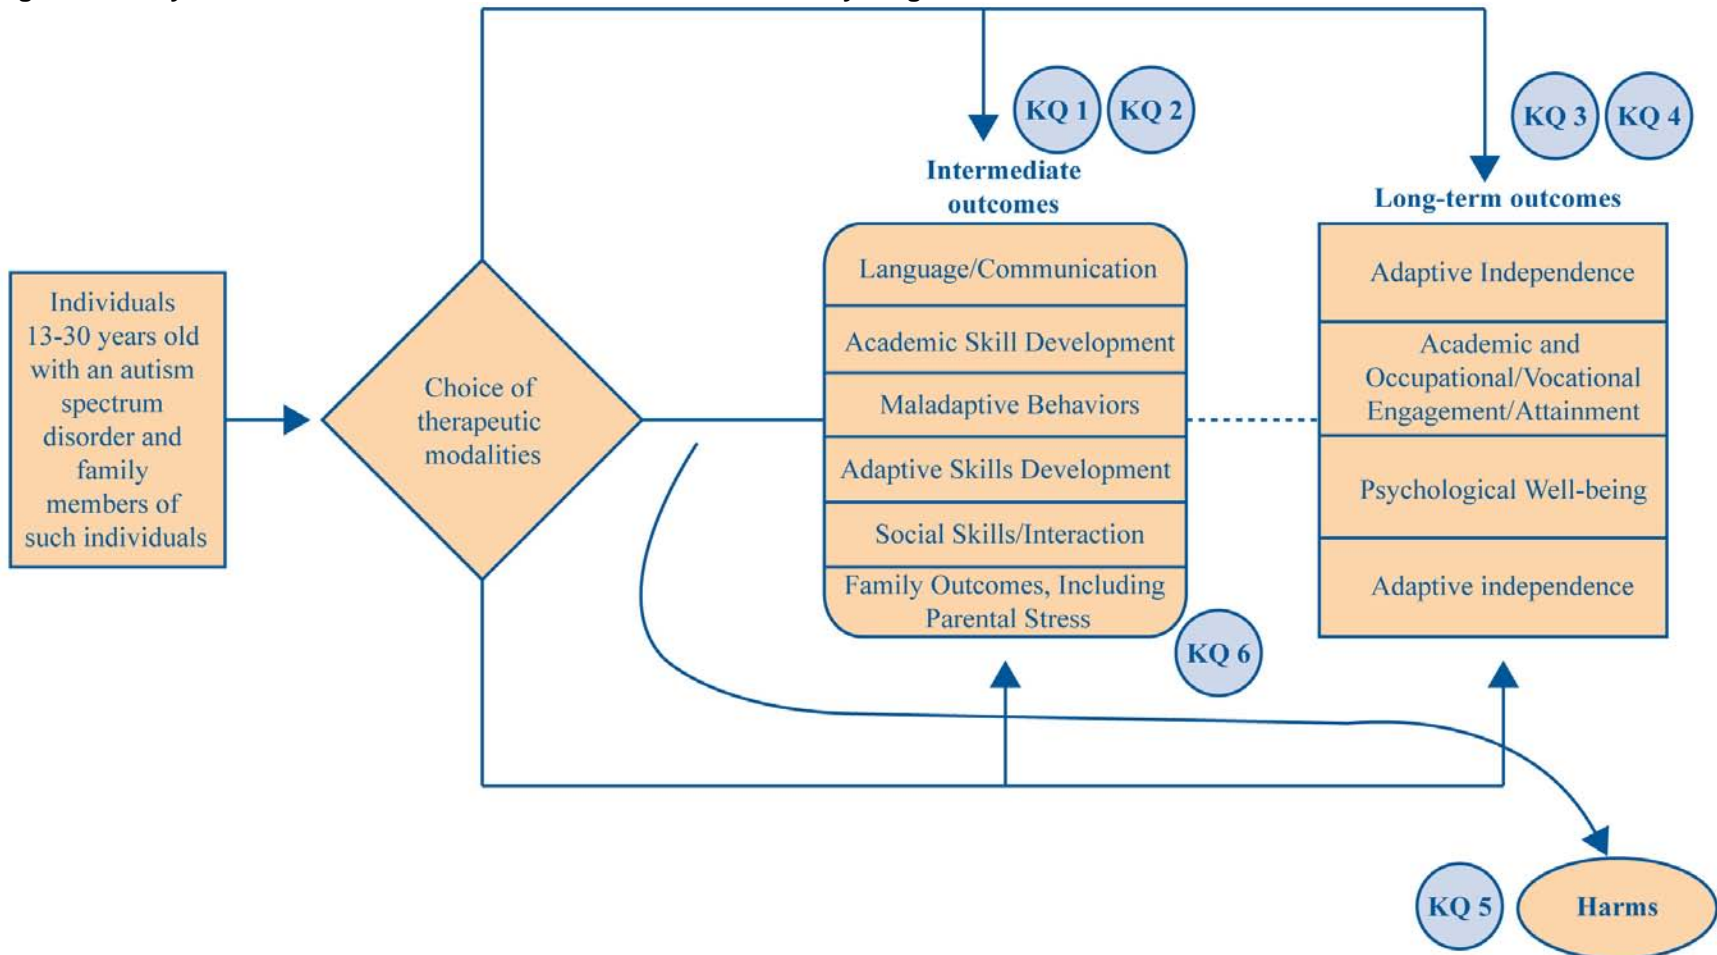 KQ 1
KQ 2
KQ 3
KQ 4
Intermediate
outcomes
Long-term outcomes
Individuals
13-30 years old
with an autism
spectrum
disorder and
family
members of
such individuals
Choice of
therapeutic
modalities
Language/Communication
Academic Skill Development
Maladaptive Behaviors
Adaptive Skills Development
Social Skills/Interaction
Family Outcomes, Including
Parental Stress
KQ 6
Adaptive Independence
Academic and
Occupational/Vocational
Engagement/Attainment
Psychological Well-being
Adaptive independence
KQ 5
Harms